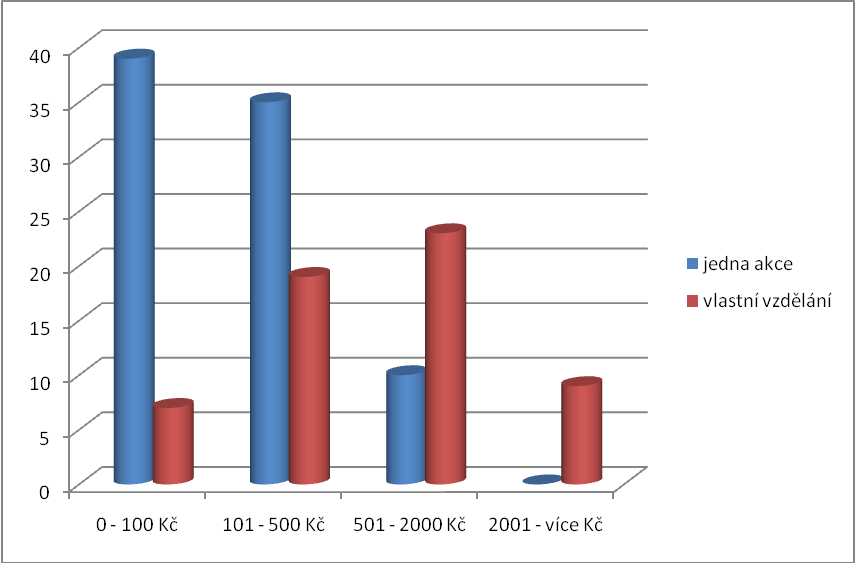 40
35
30
25
20
15
10
5
0
0 - 100 Kč
101 - 500 Kč
501 - 2000 Kč
2001 - více Kč
jedna akce
vlastní vzdělání